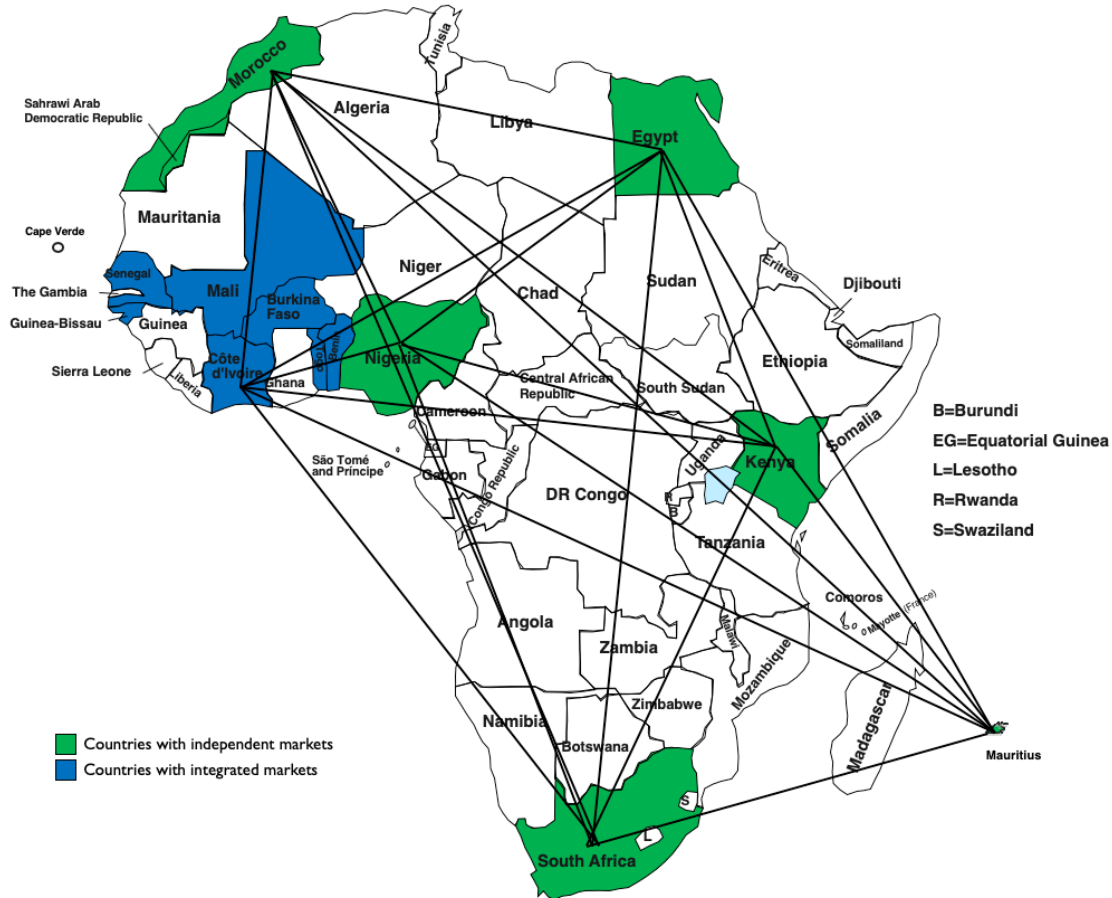 Tunisia
Morocco
Sahrawi Arab
Democratic Republic
Algeria
Libya
Egypt
Mauritania
Cape Verde
Niger
Chad
Sudan
Eritrea
Djibouti
Senegal
The Gambia
Mali
Burkina
Faso
Guinea-Bissau
Guinea
Benin
Togo
Nigeria
Côte
d'Ivoire
Ghana
Sierra Leone
Liberia
Central African
Republic
South Sudan
Ethiopia
Somaliland
Somalia
Cameroon
EG
São Tomé
and Príncipe
Gabon
Congo Republic
DR Congo
Uganda
Kenya
R
B
Tanzania
B=Burundi
EG=Equatorial Guinea
L=Lesotho
R=Rwanda
S=Swaziland
Comoros
Mayotte (France)
Angola
Zambia
Malawi
Mozambique
Madagascar
Mauritius
Zimbabwe
Namibia
Botswana
S
L
South Africa
Countries with independent markets
Countries with integrated markets